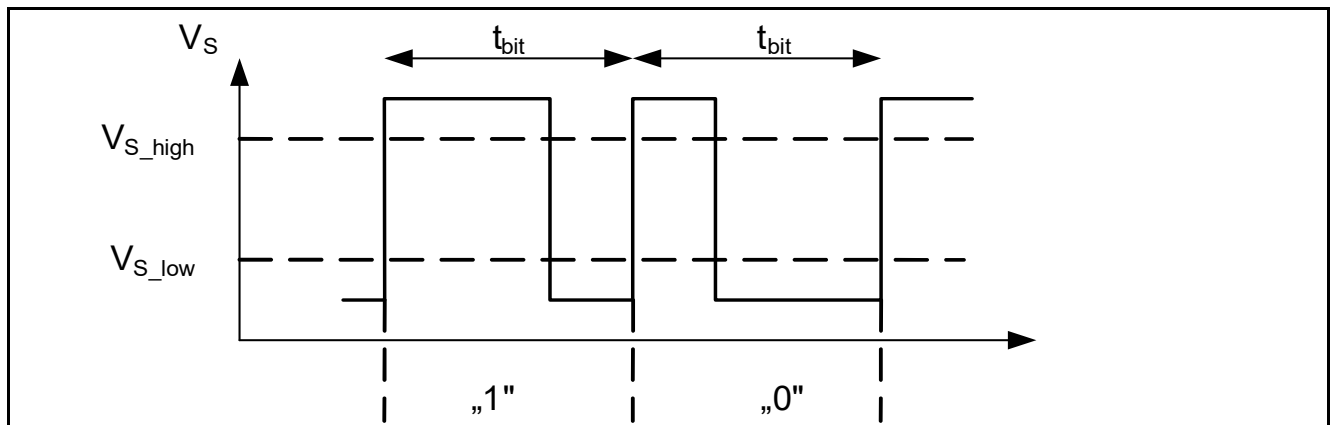 V_S t_bit t_bit
V_S_high
V_S_low
„1" „0"